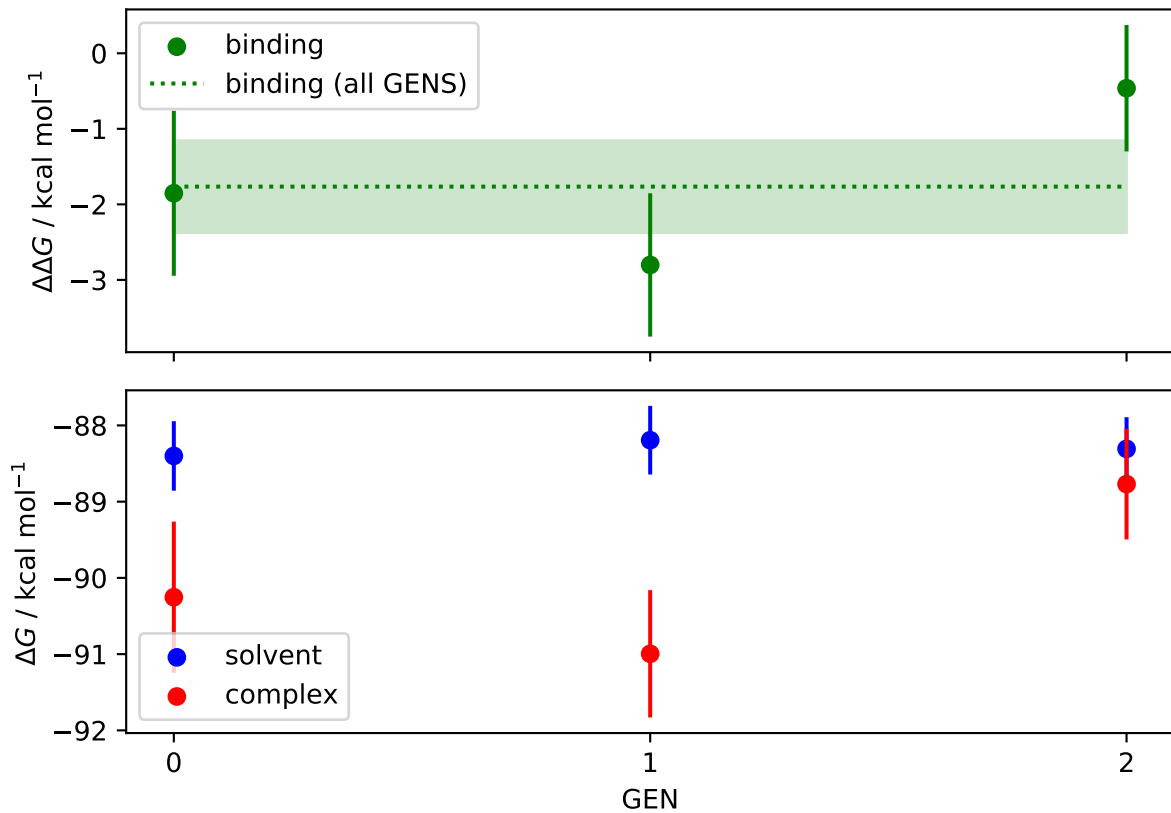 binding
binding (all GENS)
0
−1
−2
−3
ΔΔG / kcal mol⁻¹
−88
−89
−90
−91
−92
ΔG / kcal mol⁻¹
solvent
complex
0 1 2
GEN